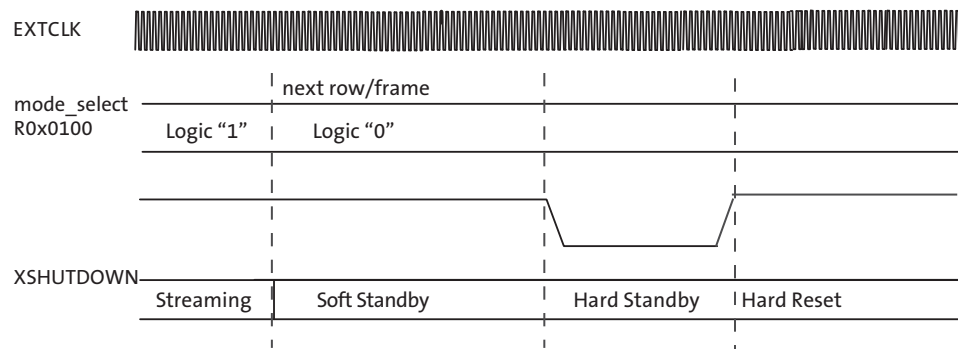 EXTCLK
next row/frame
mode_select
R0x0100
Logic “1”
Logic “0”
XSHUTDOWN
Streaming
Soft Standby
Hard Standby
Hard Reset